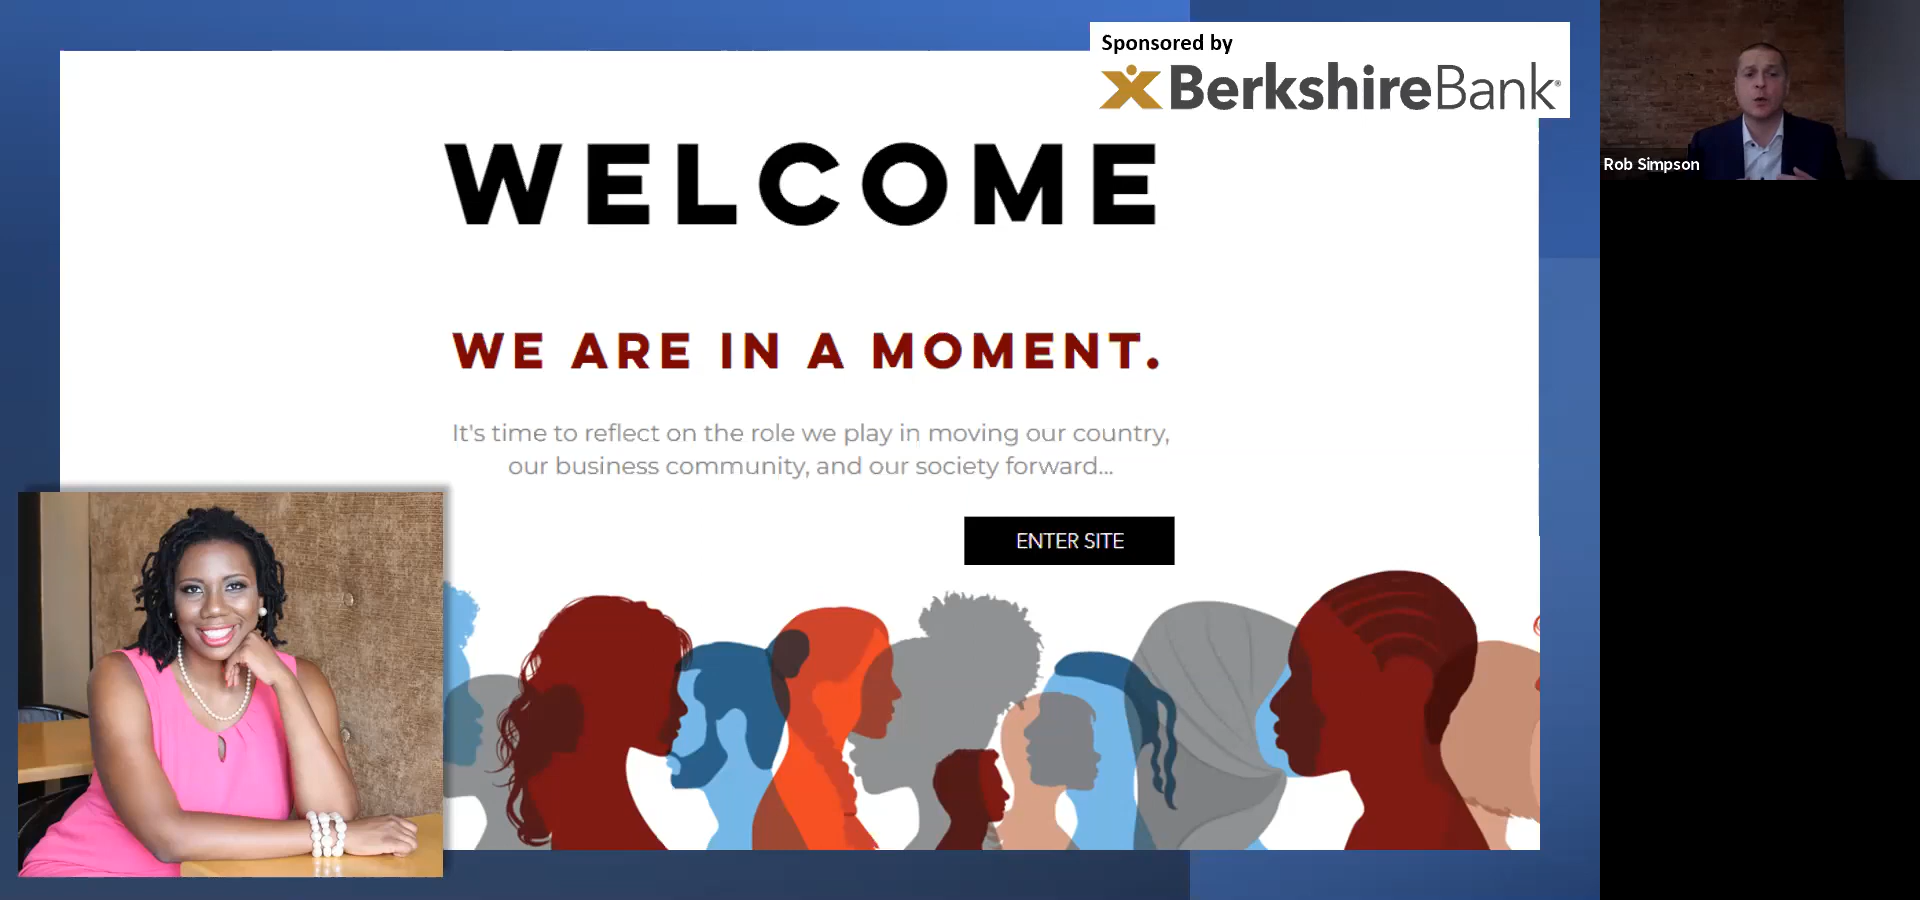 Sponsored by
BerkshireBank
WELCOME
WE ARE IN A MOMENT.
It's time to reflect on the role we play in moving our country,
our business community, and our society forward...
ENTER SITE
Rob Simpson